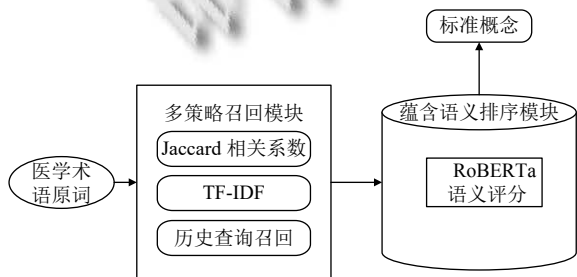 标准概念
多策略召回模块
Jaccard 相关系数
TF-IDF
历史查询召回
医学术
语原词
蕴含语义排序模块
RoBERTa
语义评分